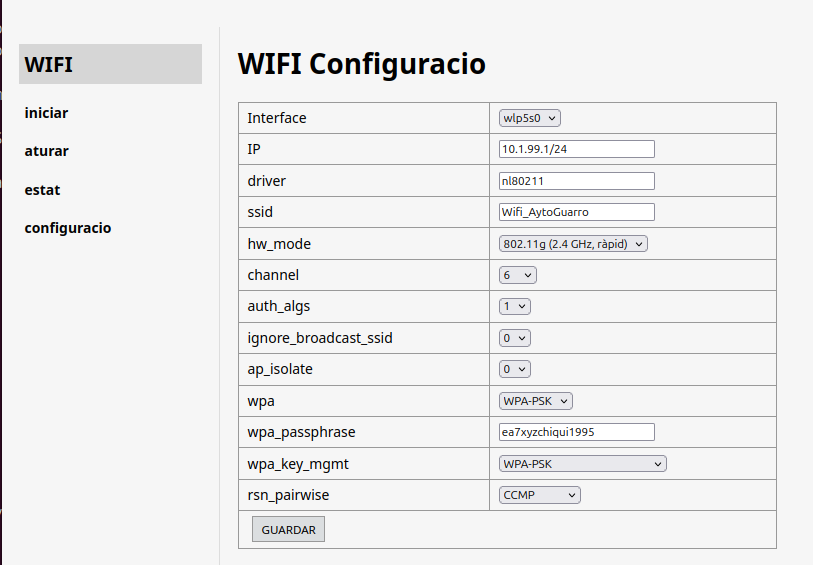 WIFI
iniciar
aturar
estat
configuracio
WIFI Configuracio
Interface wlp5s0
IP 10.1.99.1/24
driver nl80211
ssid Wifi_AytoGuarro
hw_mode 802.11g (2.4 GHz, ràpid)
channel 6
auth_algs 1
ignore_broadcast_ssid 0
ap_isolate 0
wpa WPA-PSK
wpa_passphrase ea7xyzchiqui1995
wpa_key_mgmt WPA-PSK
rsn_pairwise CCMP
GUARDAR